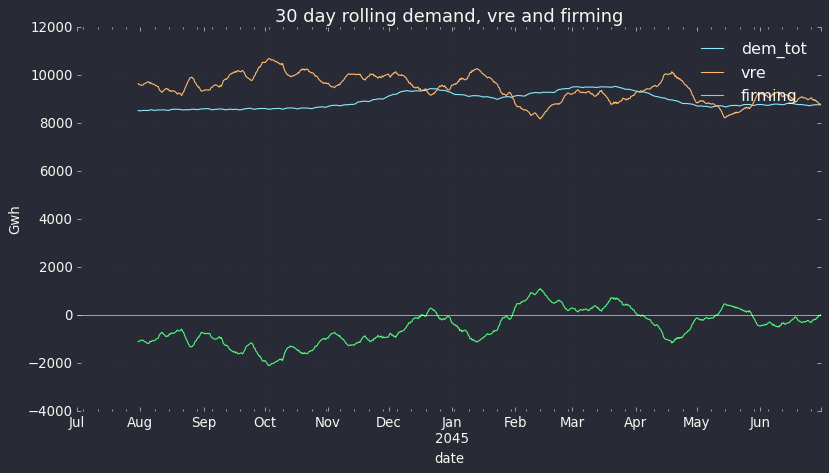 30 day rolling demand, vre and firming
12000
10000
8000
6000
4000
2000
0
−2000
−4000
Gwh
dem_tot
vre
firming
Jul Aug Sep Oct Nov Dec Jan Feb Mar Apr May Jun
2045
date